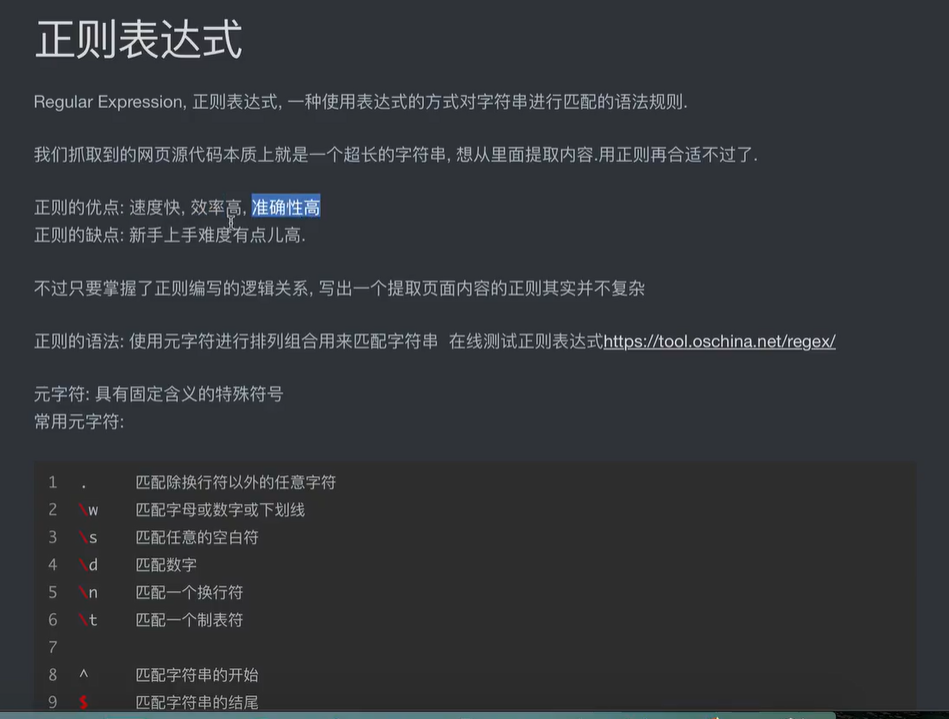 正则表达式
Regular Expression, 正则表达式, 一种使用表达式的方式对字符串进行匹配的语法规则.
我们抓取到的网页源代码本质上就是一个超长的字符串, 想从里面提取内容.用正则再合适不过了.
正则的优点: 速度快, 效率高, 准确性高
正则的缺点: 新手上手难度有点儿高.
不过只要掌握了正则编写的逻辑关系, 写出一个提取页面内容的正则其实并不复杂
正则的语法: 使用元字符进行排列组合用来匹配字符串 在线测试正则表达式https://tool.oschina.net/regex/
元字符: 具有固定含义的特殊符号
常用元字符:
1 . 匹配除换行符以外的任意字符
2 \w 匹配字母或数字或下划线
3 \s 匹配任意的空白符
4 \d 匹配数字
5 \n 匹配一个换行符
6 \t 匹配一个制表符
7
8 ^ 匹配字符串的开始
9 $ 匹配字符串的结尾